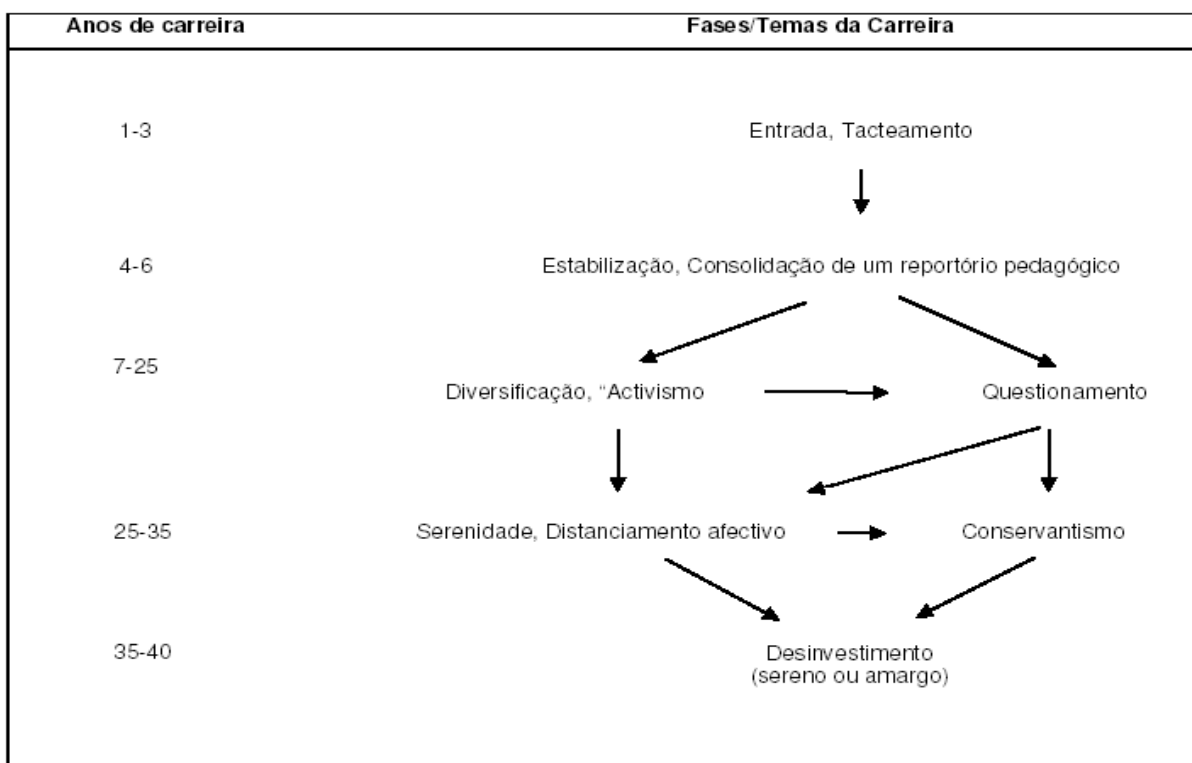 Anos de carreira Fases/Temas da Carreira
1-3 Entrada, Tacteamento
4-6 Estabilização, Consolidação de um reportório pedagógico
7-25
Diversificação, “Activismo Questionamento
25-35 Serenidade, Distanciamento afectivo Conservantismo
35-40 Desinvestimento
(sereno ou amargo)